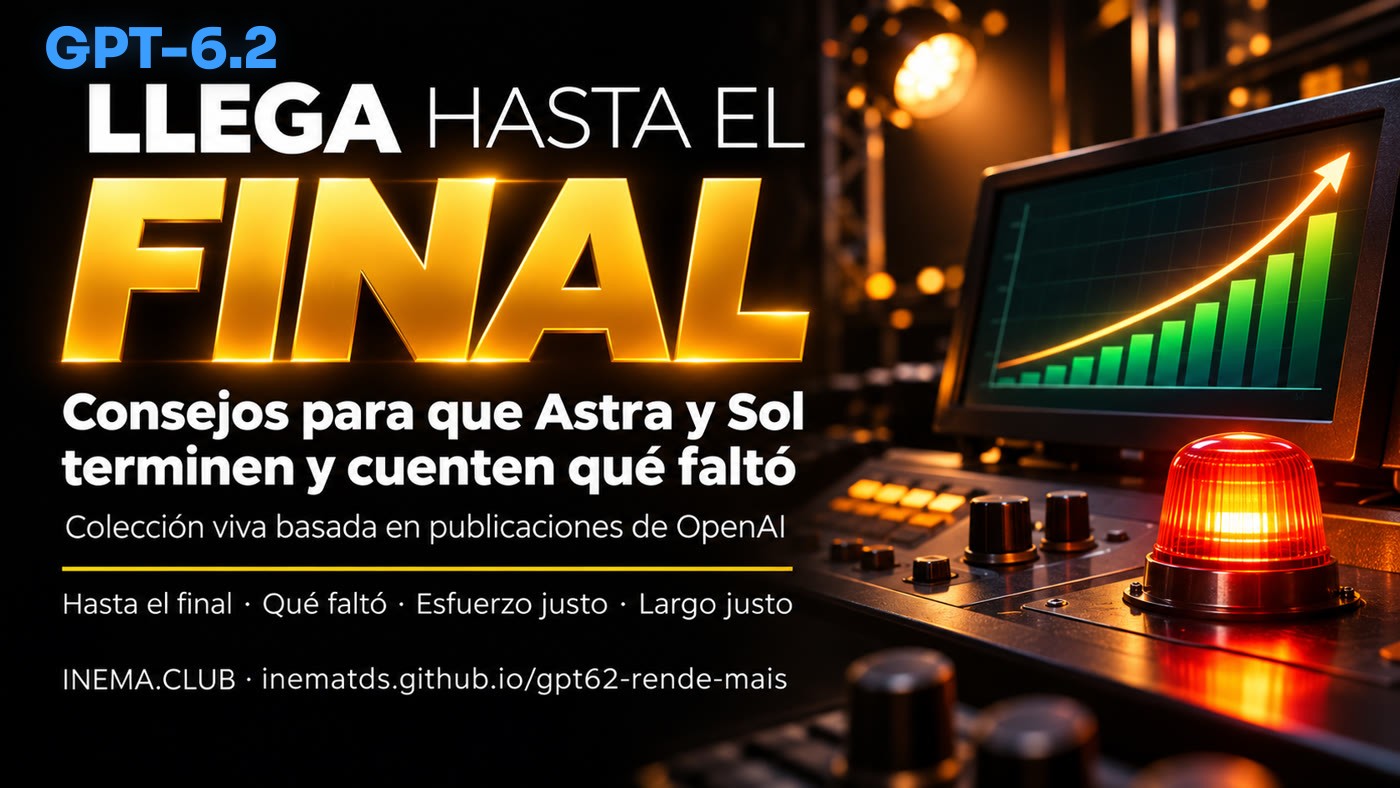 GPT-6.2
LLEGA HASTA EL
FINAL
Consejos para que Astra y Sol
terminen y cuenten qué faltó
Colección viva basada en publicaciones de OpenAI
Hasta el final · Qué faltó · Esfuerzo justo · Largo justo
INEMA.CLUB · inematds.github.io/gpt62-rende-mais